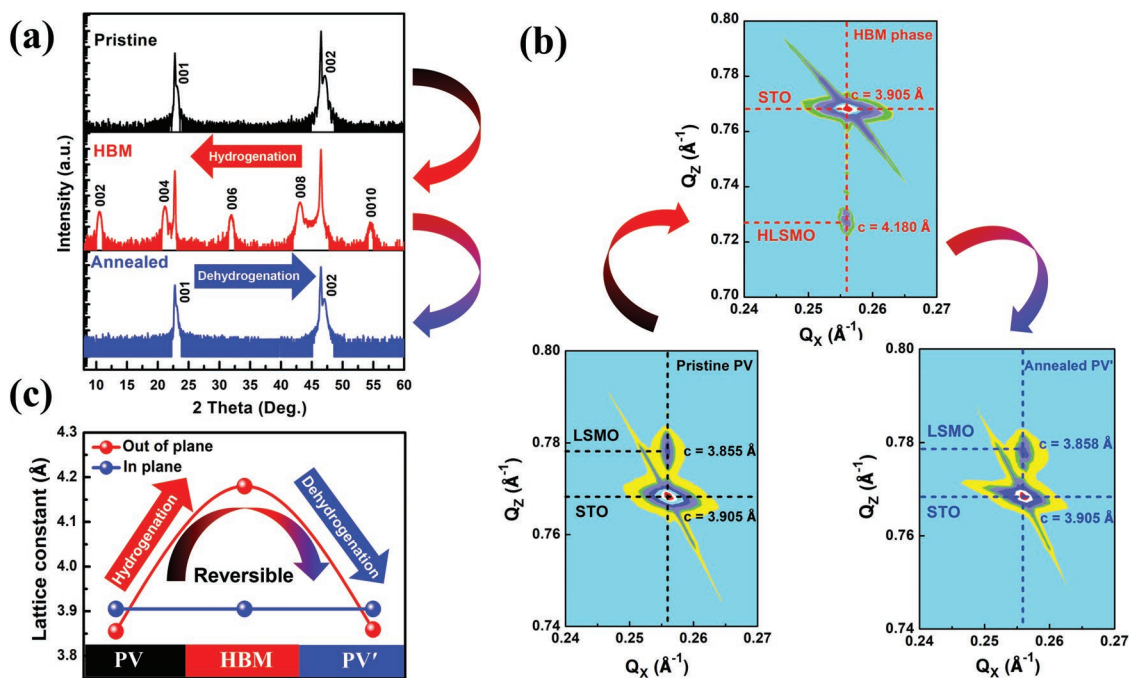 (a)
Pristine
001
002
HBM
Hydrogenation
002
004
006
008
0010
Annealed
Dehydrogenation
001
002
Intensity (a.u.)
10 15 20 25 30 35 40 45 50 55 60
2 Theta (Deg.)
(b)
HBM phase
STO
c = 3.905 Å
HLSMO
c = 4.180 Å
0.80
0.78
0.76
0.74
0.72
0.70
Qz (Å⁻¹)
0.24 0.25 0.26 0.27
Qx (Å⁻¹)
Pristine PV
LSMO
c = 3.855 Å
STO
c = 3.905 Å
0.80
0.78
0.76
0.74
Qz (Å⁻¹)
0.24 0.25 0.26 0.27
Qx (Å⁻¹)
Annealed PV'
LSMO
c = 3.858 Å
STO
c = 3.905 Å
0.80
0.78
0.76
0.74
Qz (Å⁻¹)
0.24 0.25 0.26 0.27
Qx (Å⁻¹)
(c)
Out of plane
In plane
Hydrogenation
Dehydrogenation
Reversible
4.3
4.2
4.1
4.0
3.9
3.8
Lattice constant (Å)
PV HBM PV'